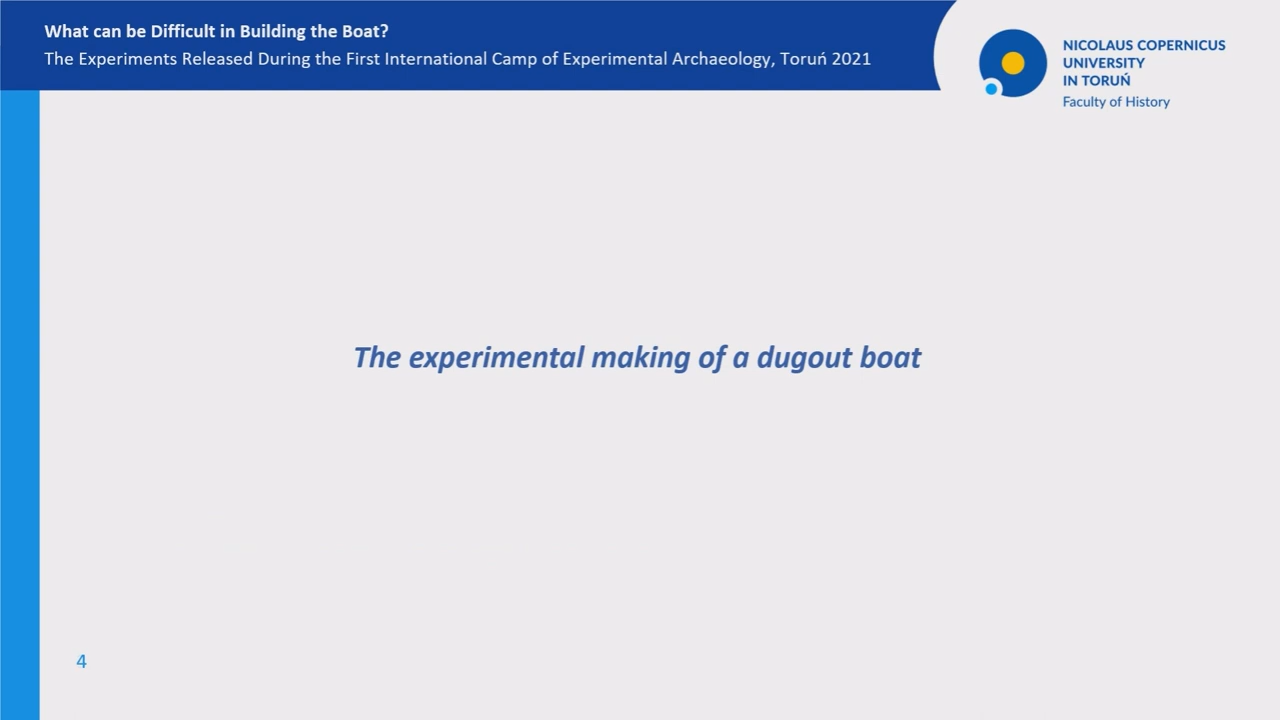 What can be Difficult in Building the Boat?
The Experiments Released During the First International Camp of Experimental Archaeology, Toruń 2021
NICOLAUS COPERNICUS
UNIVERSITY
IN TORUŃ
Faculty of History
The experimental making of a dugout boat
4